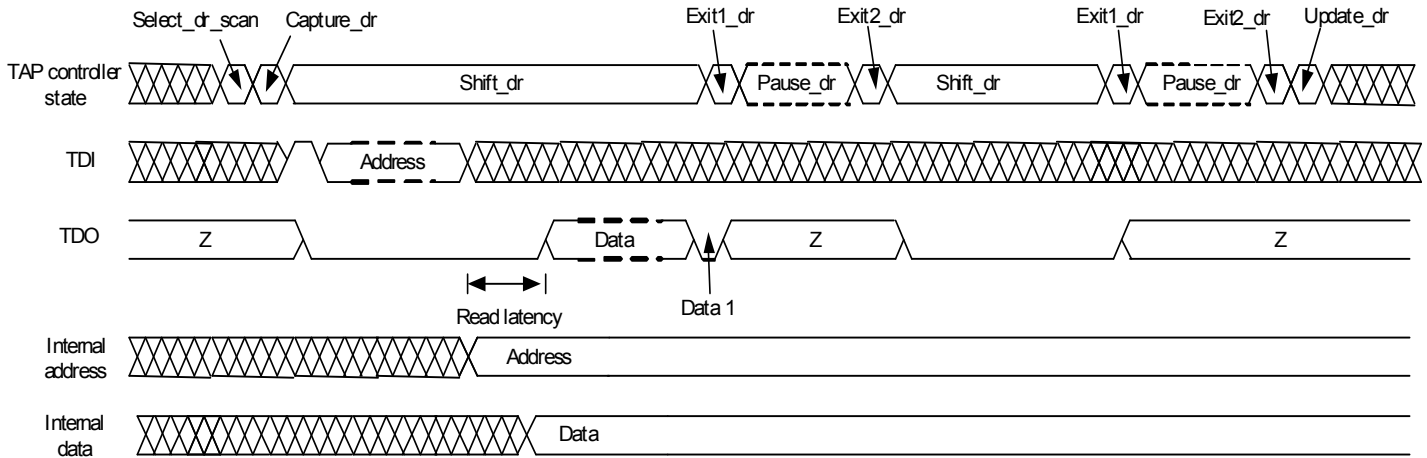 Select_dr_scan Capture_dr Exit1_dr Exit2_dr Exit1_dr Exit2_dr Update_dr
TAP controller
state
Shift_dr Pause_dr Shift_dr Pause_dr
TDI
Address
TDO
Z Data Z Z
Read latency
Data 1
Internal
address
Address
Internal
data
Data